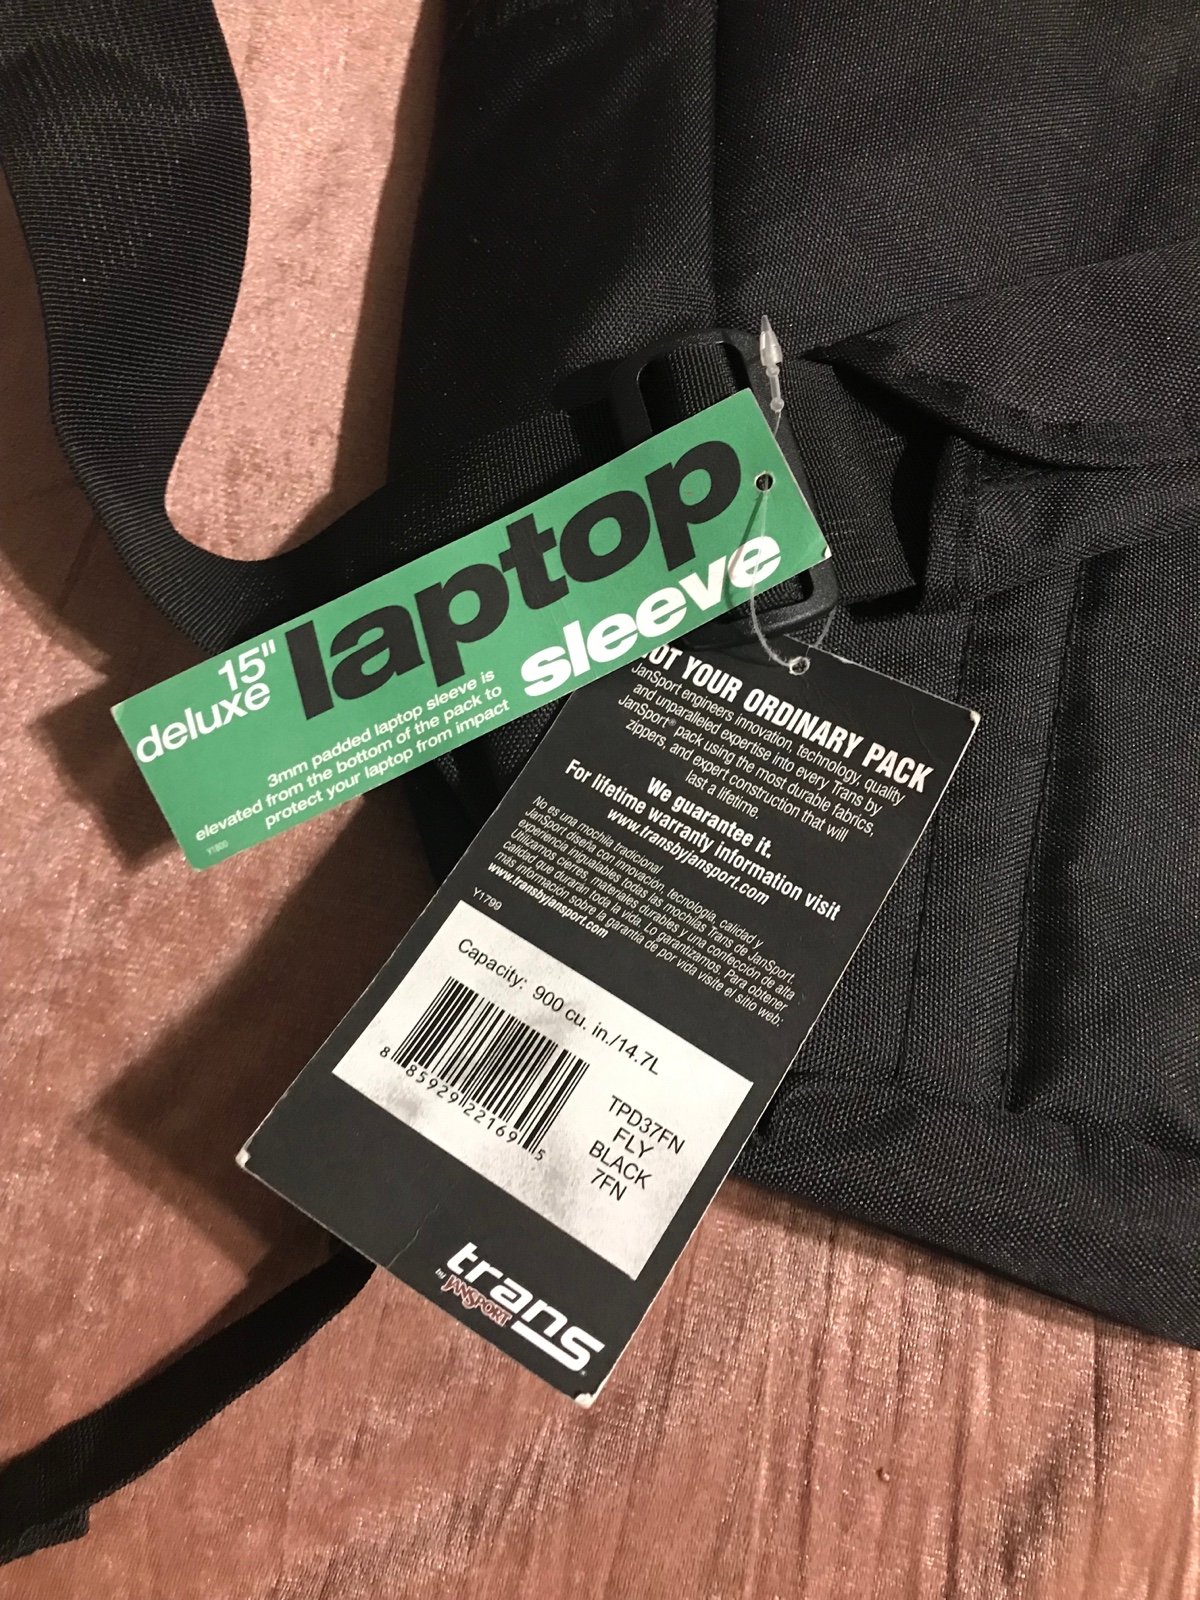 15"
deluxe
laptop
sleeve
3mm padded laptop sleeve is
elevated from the bottom of the pack to
protect your laptop from impact
Y1800
NOT YOUR ORDINARY PACK
JanSport engineers innovation, technology, quality
and unparalleled expertise into every Trans by
JanSport® pack using the most durable fabrics,
zippers, and expert construction that will
last a lifetime.
We guarantee it.
For lifetime warranty information visit
www.transbyjansport.com
No es una mochila tradicional
JanSport diseña con innovación, tecnología, calidad y
experiencia inigualables todas las mochilas Trans de JanSport.
Utilizamos cierres, materiales durables y una confección de alta
calidad que durarán toda la vida. Lo garantizamos. Para obtener
más información sobre la garantía de por vida visite el sitio web:
www.transbyjansport.com
Y1799
Capacity: 900 cu. in./14.7L
8 85929 22169 5
TPD37FN
FLY
BLACK
7FN
trans
by JANSPORT